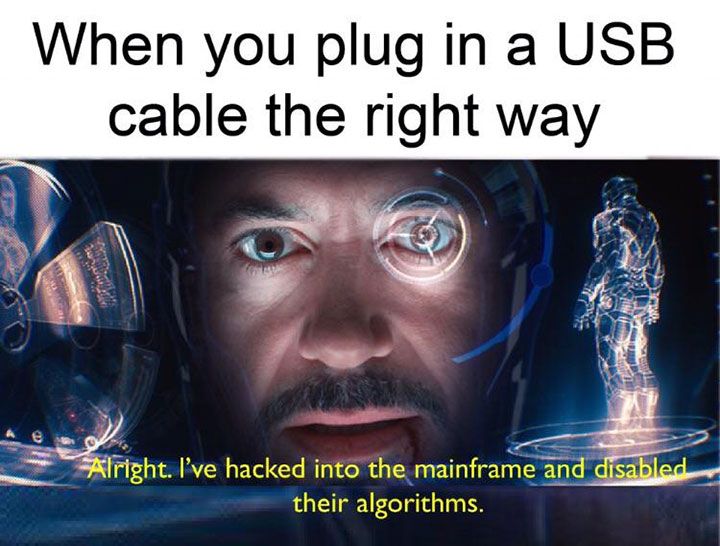 When you plug in a USB
cable the right way
Alright. I've hacked into the mainframe and disabled
their algorithms.